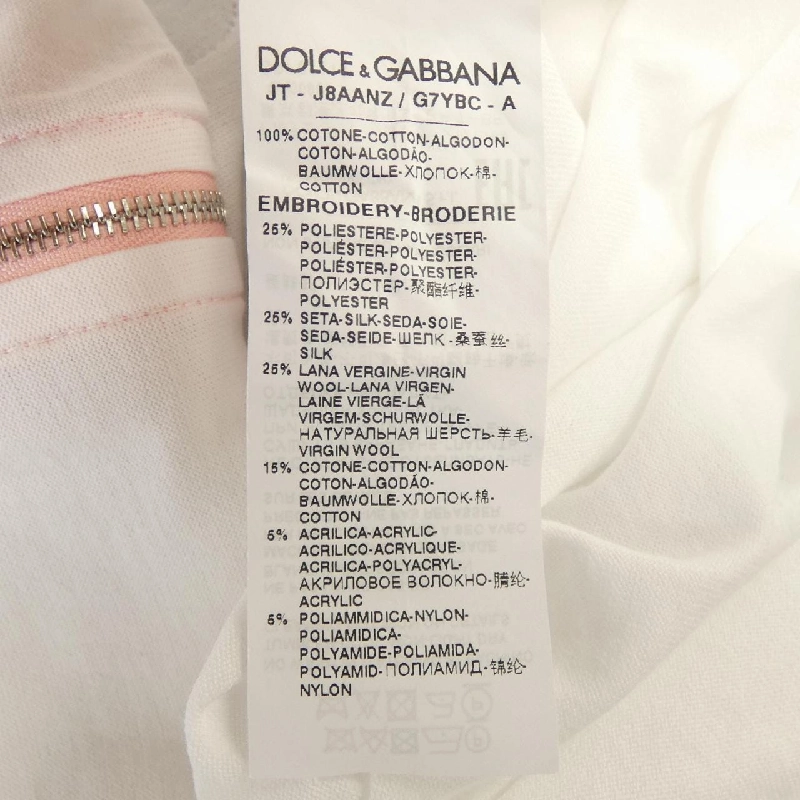 DOLCE & GABBANA
JT - J8AANZ / G7YBC - A
100% COTONE-COTTON-ALGODON-
COTON-ALGODÃO-
BAUMWOLLE-ХЛОПОК-棉-
COTTON
EMBROIDERY-BRODERIE
25% POLIESTERE-POLYESTER-
POLIÉSTER-POLYESTER-
POLIÉSTER-POLYESTER-
ПОЛИЭСТЕР-聚酯纤维-
POLYESTER
25% SETA-SILK-SEDA-SOIE-
SEDA-SEIDE-ШЕЛК-桑蚕丝-
SILK
25% LANA VERGINE-VIRGIN
WOOL-LANA VIRGEN-
LAINE VIERGE-LÃ
VIRGEM-SCHURWOLLE-
НАТУРАЛЬНАЯ ШЕРСТЬ-羊毛-
VIRGIN WOOL
15% COTONE-COTTON-ALGODON-
COTON-ALGODÃO-
BAUMWOLLE-ХЛОПОК-棉-
COTTON
5% ACRILICA-ACRYLIC-
ACRILICO-ACRYLIQUE-
ACRILICA-POLYACRYL-
АКРИЛОВОЕ ВОЛОКНО-腈纶-
ACRYLIC
5% POLIAMMIDICA-NYLON-
POLIAMIDICA-
POLYAMIDE-POLIAMIDA-
POLYAMID-ПОЛИАМИД-锦纶-
NYLON